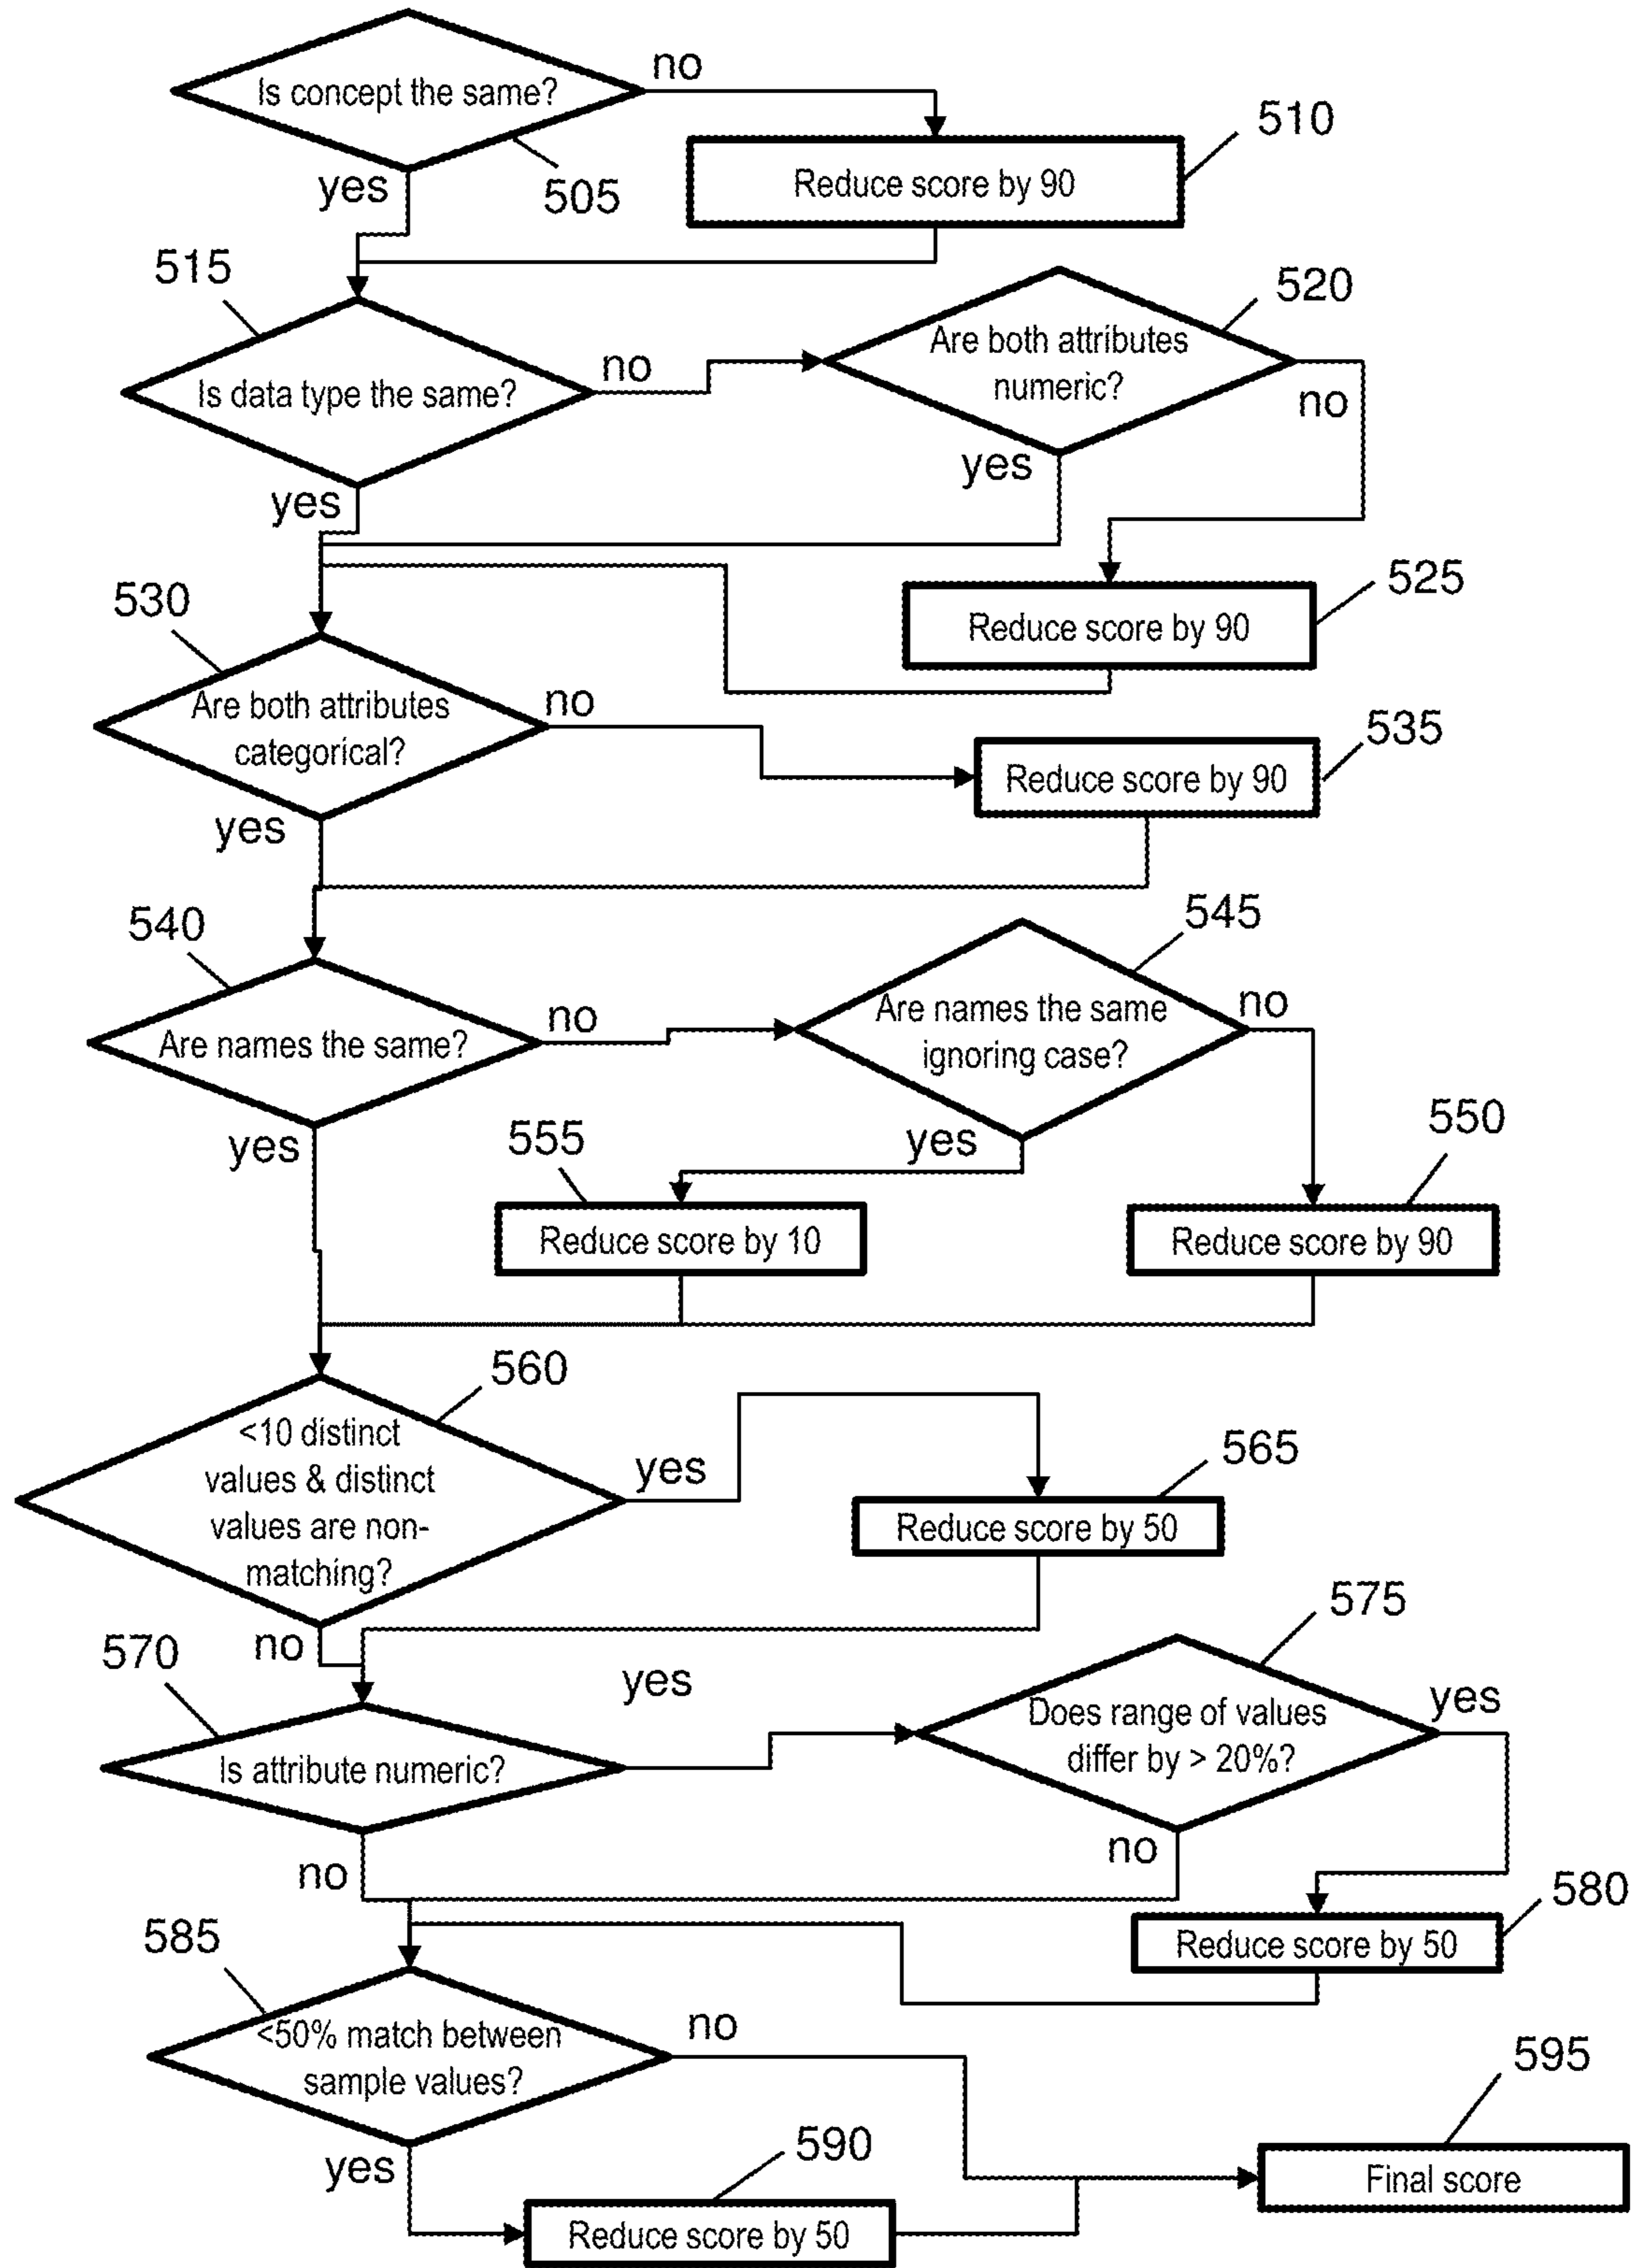 Is concept the same?
no
510
Reduce score by 90
yes
505
515
520
Are both attributes
numeric?
Is data type the same?
no
no
yes
yes
530
525
Reduce score by 90
Are both attributes
categorical?
no
535
Reduce score by 90
yes
540
545
Are names the same?
no
Are names the same
ignoring case?
no
yes
555
yes
550
Reduce score by 10
Reduce score by 90
560
<10 distinct
values & distinct
values are non-
matching?
yes
565
Reduce score by 50
no
570
575
yes
Is attribute numeric?
Does range of values
differ by > 20%?
yes
no
no
580
Reduce score by 50
585
<50% match between
sample values?
no
595
yes
590
Final score
Reduce score by 50